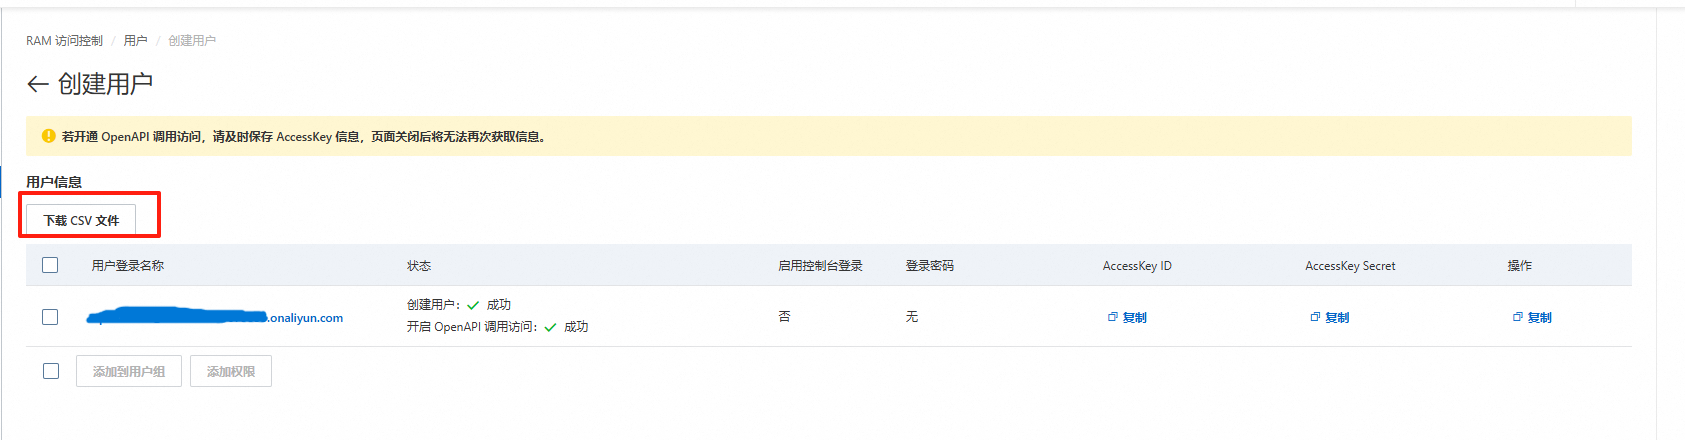 RAM 访问控制 / 用户 / 创建用户
← 创建用户
若开通 OpenAPI 调用访问，请及时保存 AccessKey 信息，页面关闭后将无法再次获取信息。
用户信息
下载 CSV 文件
用户登录名称 状态 启用控制台登录 登录密码 AccessKey ID AccessKey Secret 操作
创建用户： 成功
.onaliyun.com 否 无 复制 复制 复制
开启 OpenAPI 调用访问： 成功
添加到用户组 添加权限